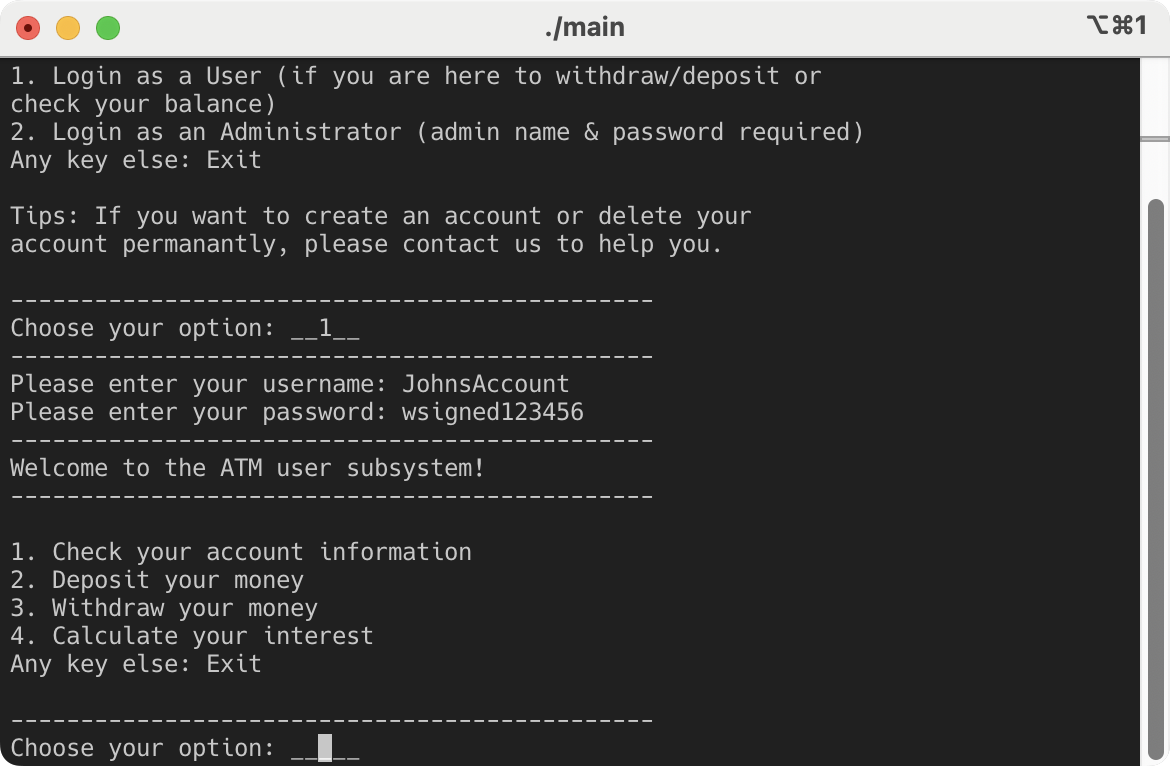 ./main
⌥⌘1
1. Login as a User (if you are here to withdraw/deposit or
check your balance)
2. Login as an Administrator (admin name & password required)
Any key else: Exit
Tips: If you want to create an account or delete your
account permanantly, please contact us to help you.
----------------------------------------------
Choose your option: __1__
----------------------------------------------
Please enter your username: JohnsAccount
Please enter your password: wsigned123456
----------------------------------------------
Welcome to the ATM user subsystem!
----------------------------------------------
1. Check your account information
2. Deposit your money
3. Withdraw your money
4. Calculate your interest
Any key else: Exit
----------------------------------------------
Choose your option: __ __